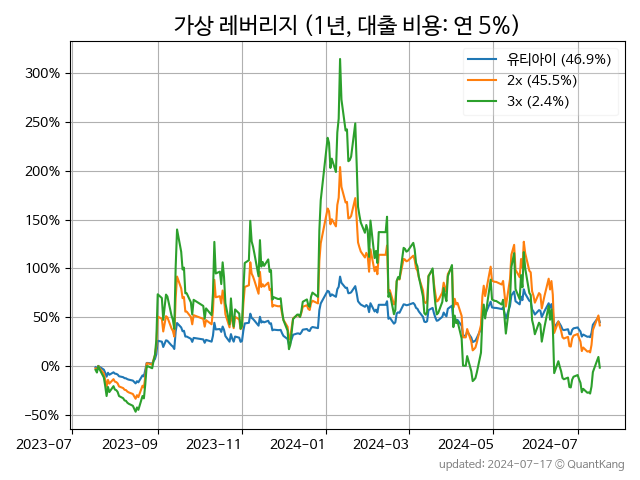 가상 레버리지 (1년, 대출 비용: 연 5%)
유티아이 (46.9%)
2x (45.5%)
3x (2.4%)
300%
250%
200%
150%
100%
50%
0%
−50%
2023-07 2023-09 2023-11 2024-01 2024-03 2024-05 2024-07
updated: 2024-07-17 © QuantKang